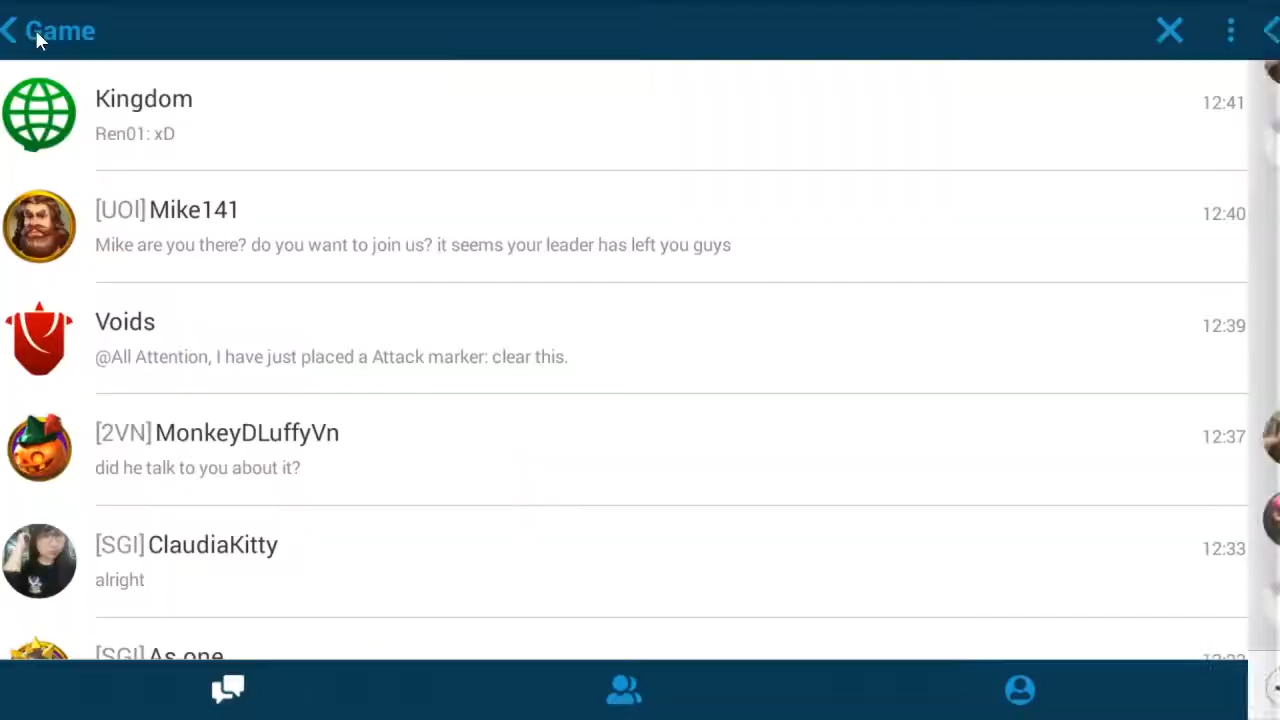 Game
Kingdom
12:41
Ren01: xD
[UOI] Mike141
12:40
Mike are you there? do you want to join us? it seems your leader has left you guys
Voids
12:39
@All Attention, I have just placed a Attack marker: clear this.
[2VN] MonkeyDLuffyVn
12:37
did he talk to you about it?
[SGI] ClaudiaKitty
12:33
alright
[SGI] As one